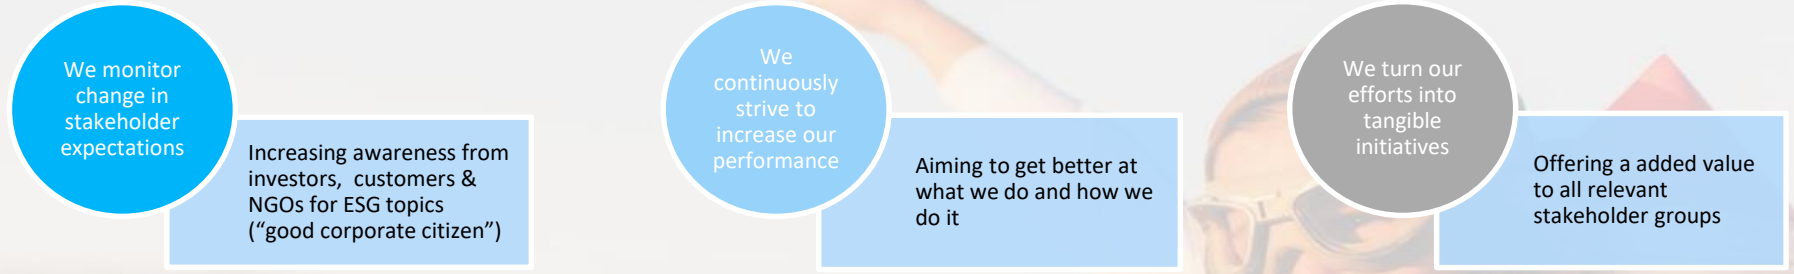 We monitor
change in
stakeholder
expectations
Increasing awareness from
investors, customers &
NGOs for ESG topics
(“good corporate citizen”)
We
continuously
strive to
increase our
performance
Aiming to get better at
what we do and how we
do it
We turn our
efforts into
tangible
initiatives
Offering a added value
to all relevant
stakeholder groups